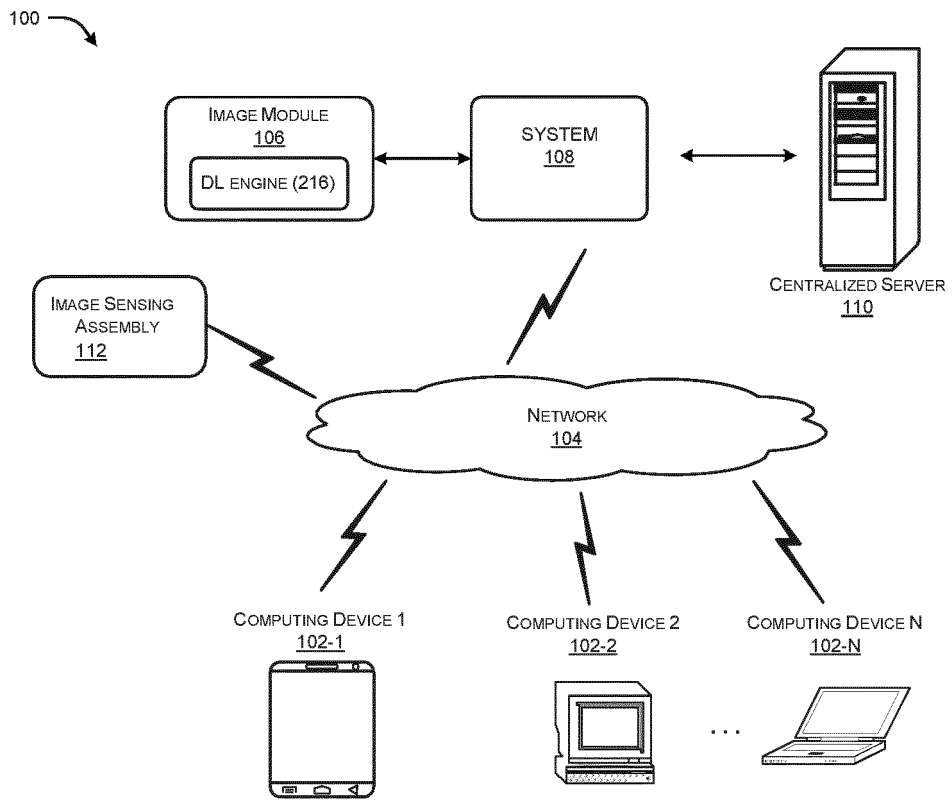 100
IMAGE MODULE
106
DL ENGINE (216)
SYSTEM
108
CENTRALIZED SERVER
110
IMAGE SENSING
ASSEMBLY
112
NETWORK
104
COMPUTING DEVICE 1
102-1
COMPUTING DEVICE 2
102-2
COMPUTING DEVICE N
102-N
...